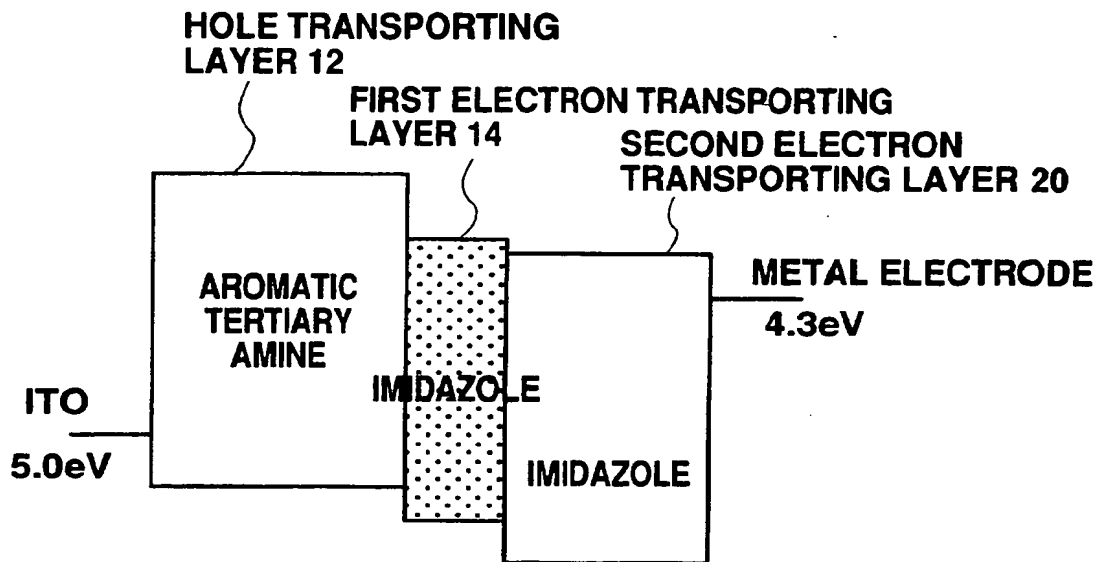 HOLE TRANSPORTING
LAYER 12
FIRST ELECTRON TRANSPORTING
LAYER 14
SECOND ELECTRON
TRANSPORTING LAYER 20
AROMATIC
TERTIARY
AMINE
IMIDAZOLE
IMIDAZOLE
METAL ELECTRODE
4.3eV
ITO
5.0eV